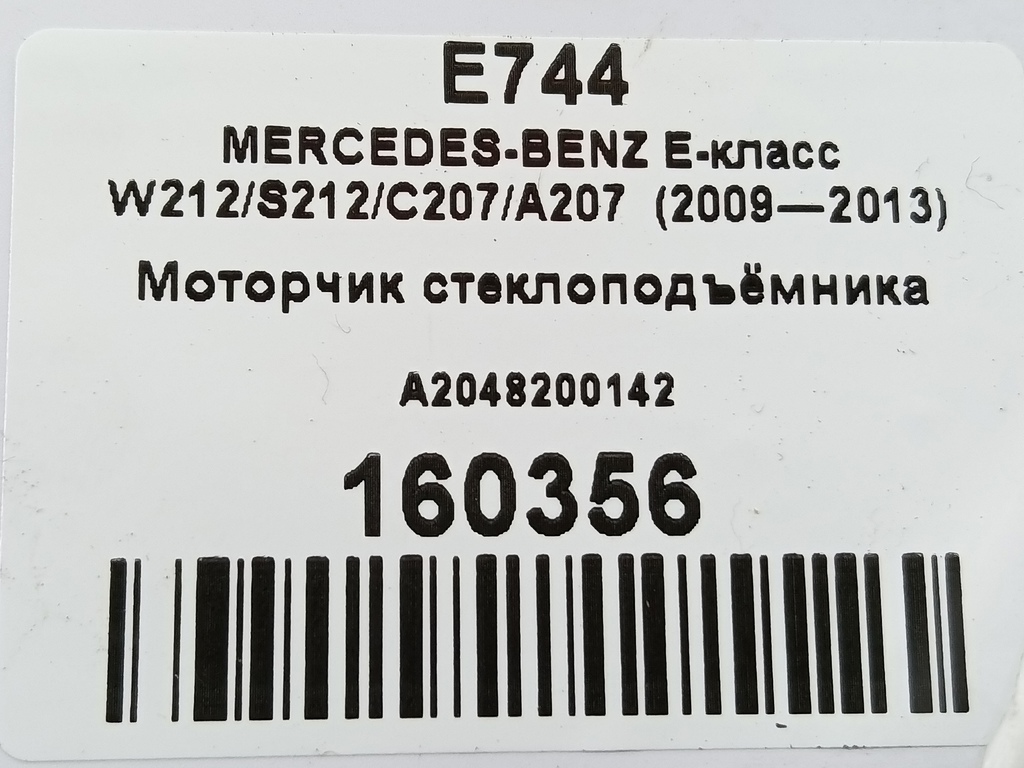 E744
MERCEDES-BENZ E-класс
W212/S212/C207/A207 (2009—2013)
Моторчик стеклоподъёмника
A2048200142
160356